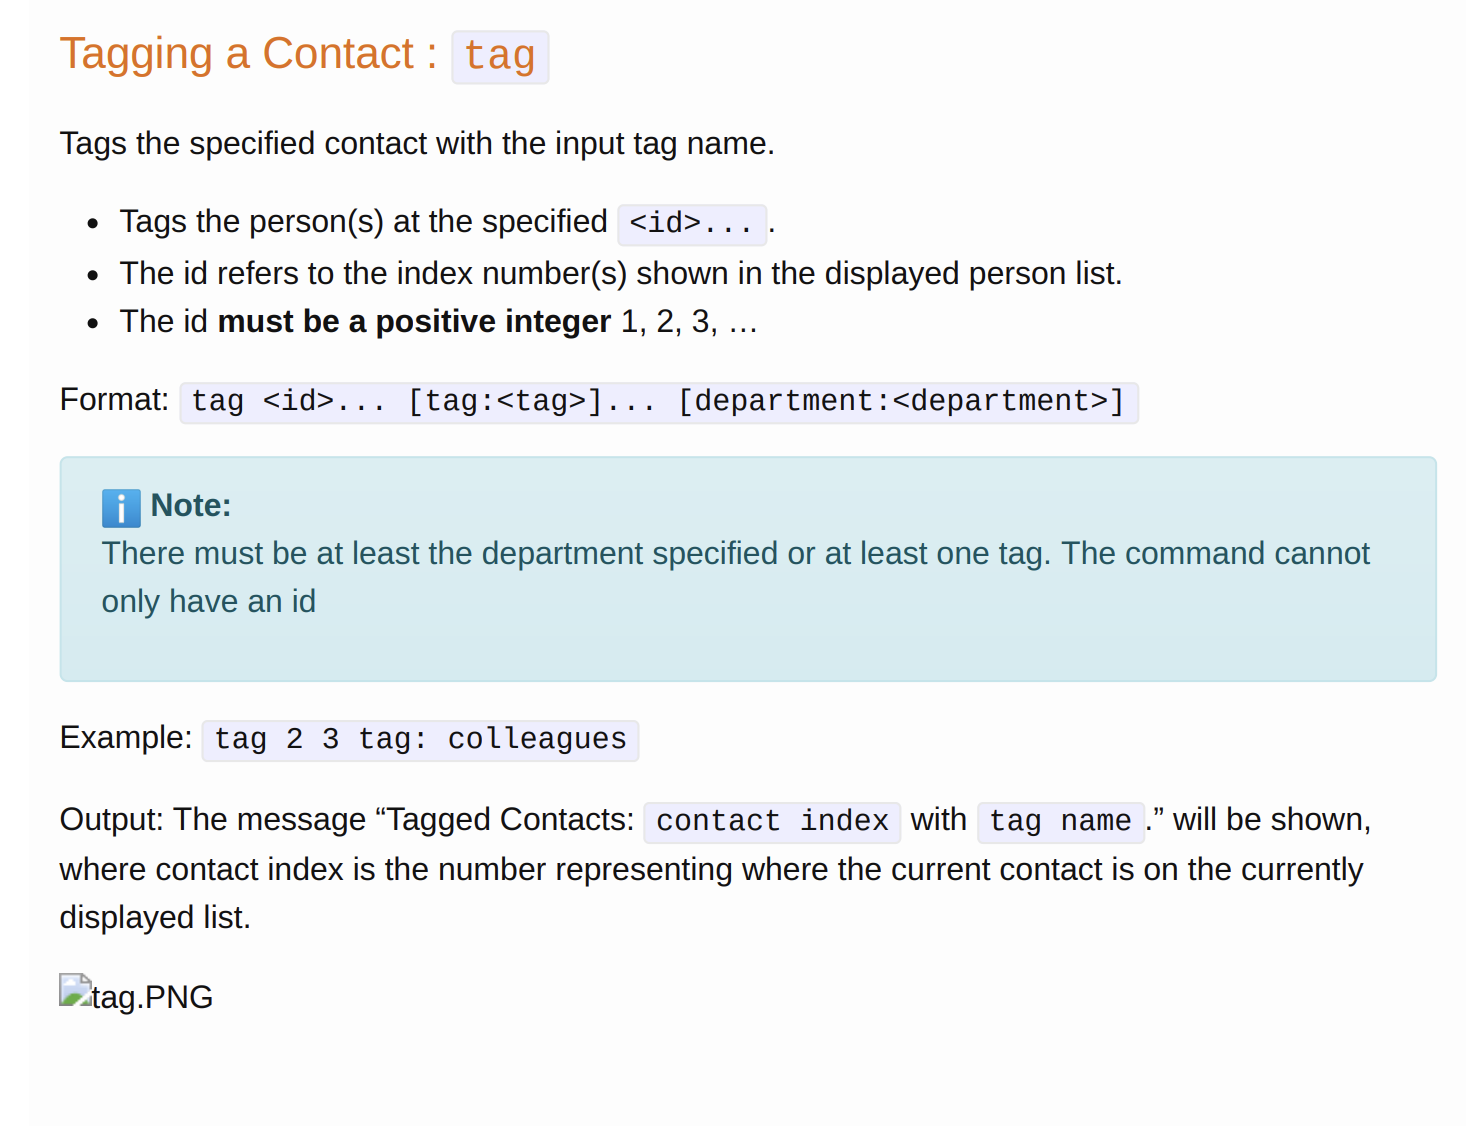 Tagging a Contact : tag
Tags the specified contact with the input tag name.
• Tags the person(s) at the specified <id>... .
• The id refers to the index number(s) shown in the displayed person list.
• The id must be a positive integer 1, 2, 3, …
Format: tag <id>... [tag:<tag>]... [department:<department>]
Note:
There must be at least the department specified or at least one tag. The command cannot
only have an id
Example: tag 2 3 tag: colleagues
Output: The message “Tagged Contacts: contact index with tag name.” will be shown,
where contact index is the number representing where the current contact is on the currently
displayed list.
tag.PNG